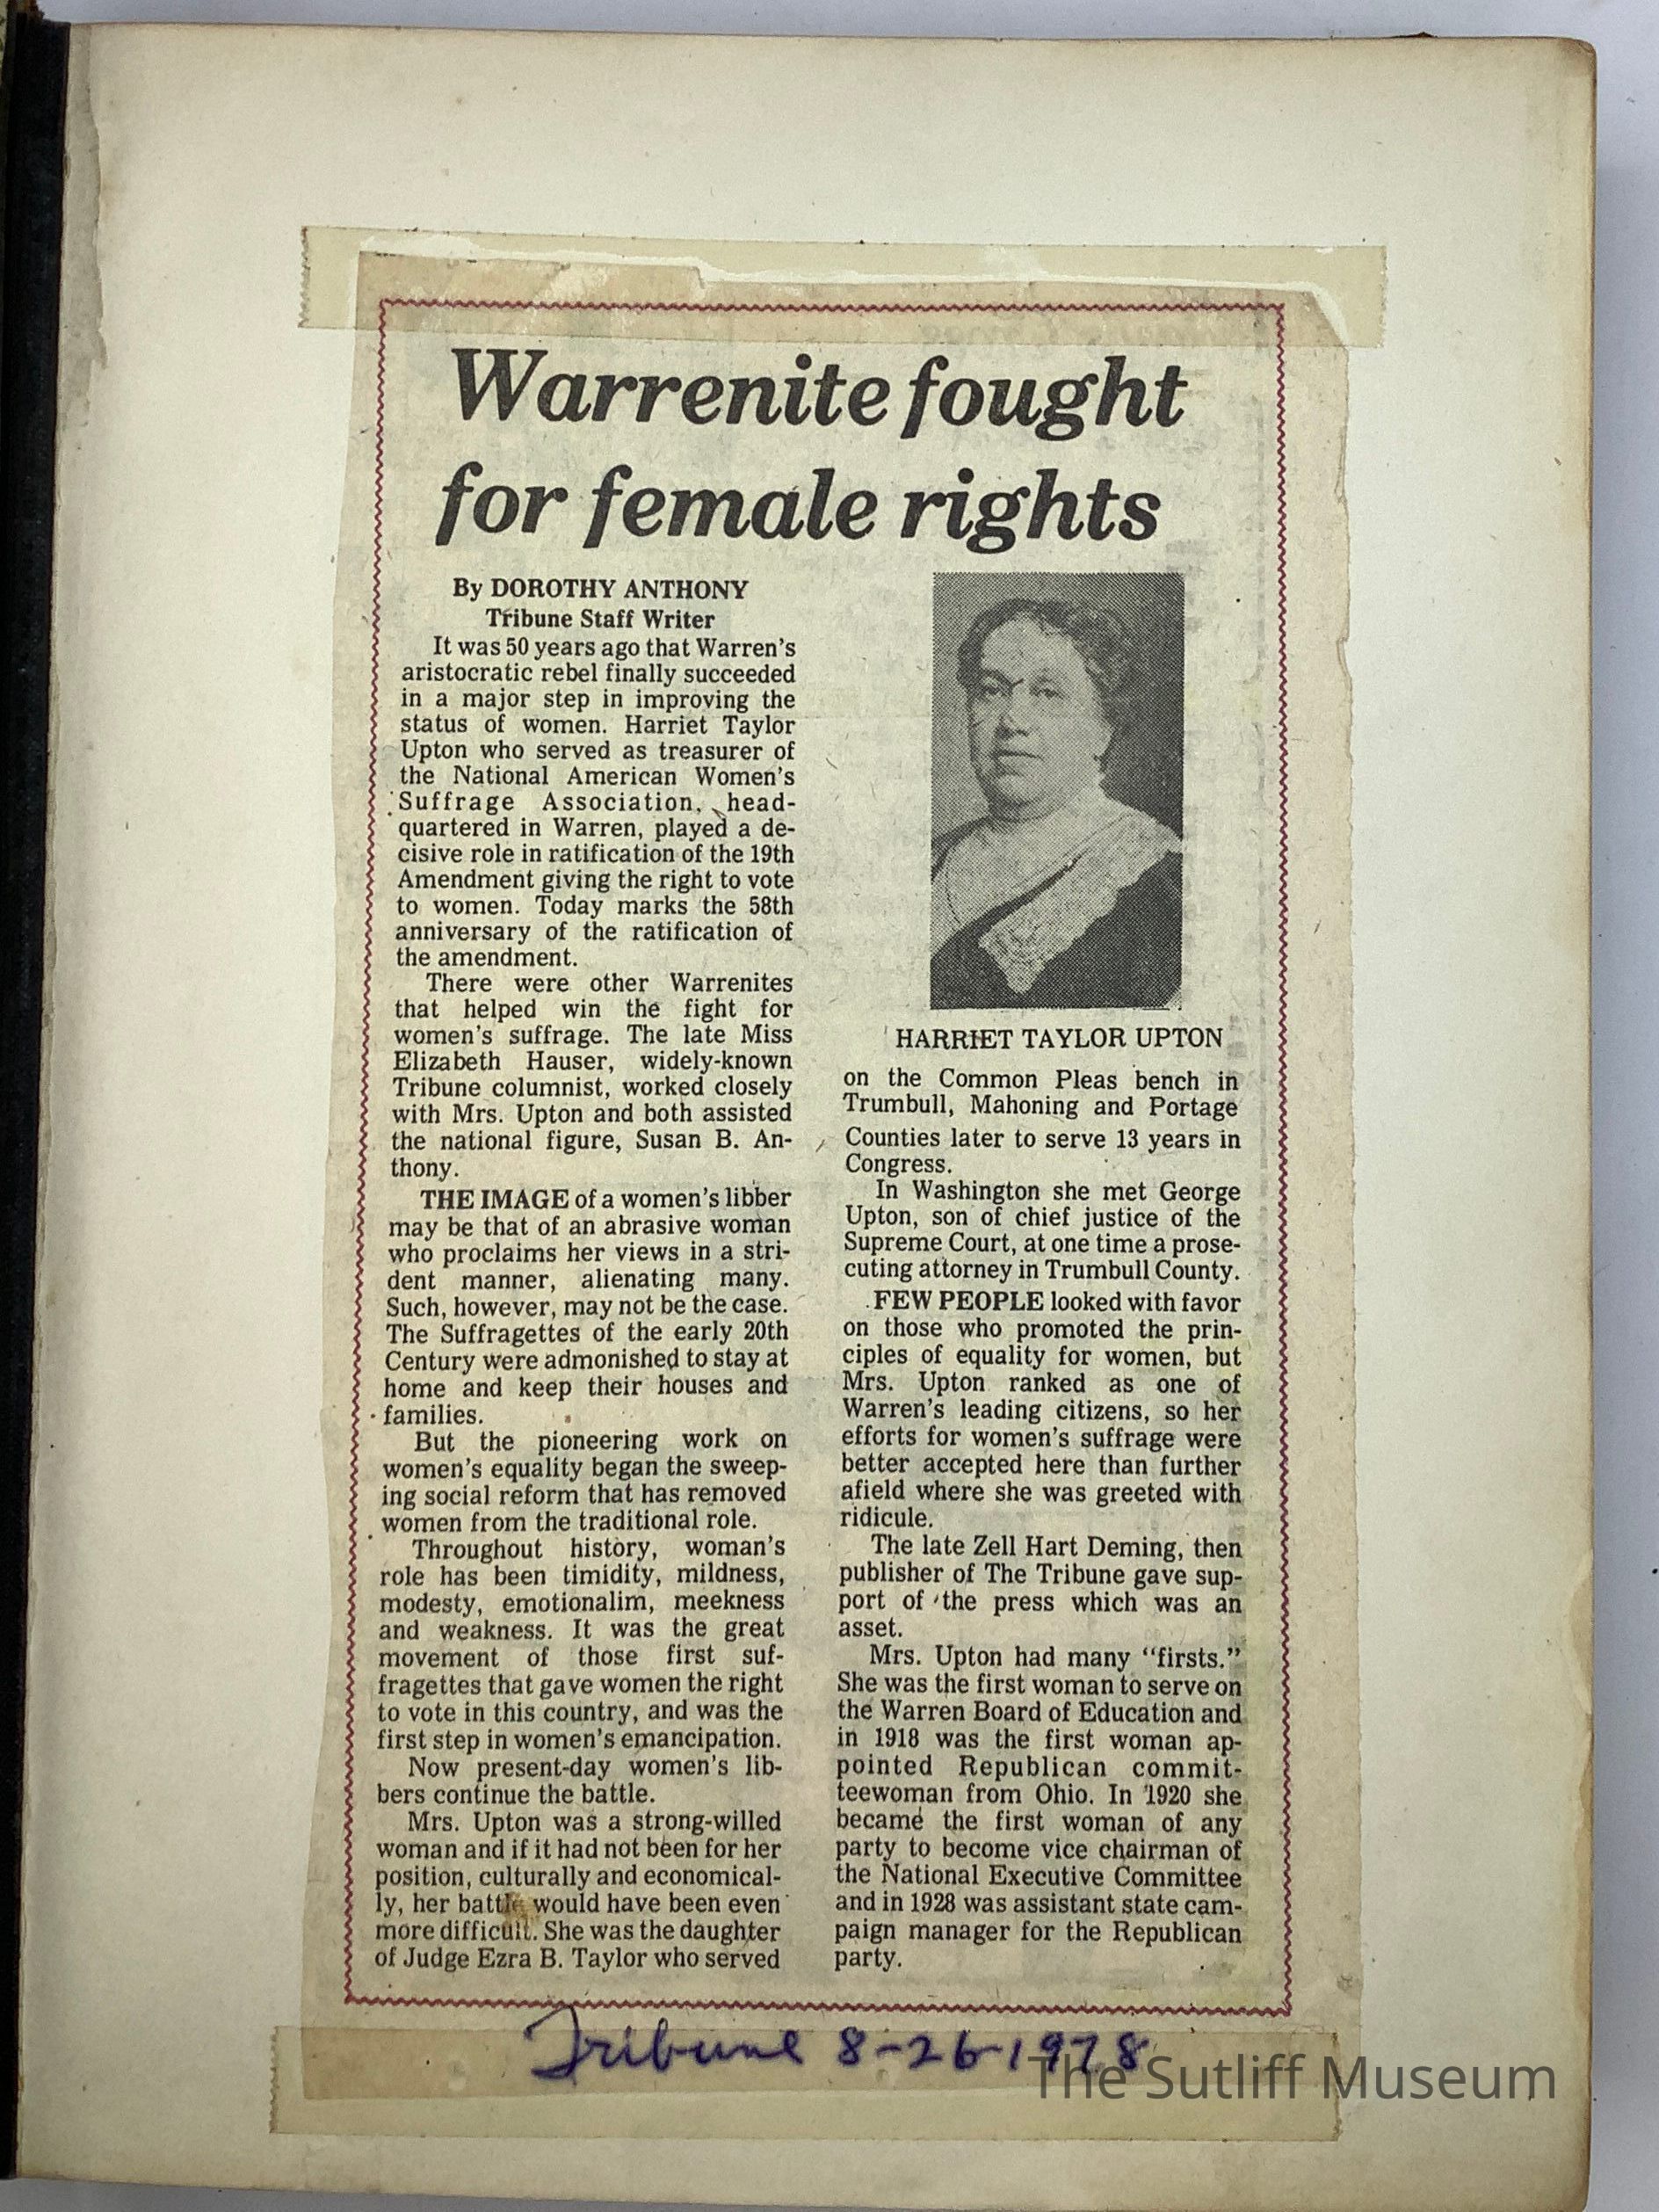 Warrenite fought
for female rights
By DOROTHY ANTHONY
Tribune Staff Writer
It was 50 years ago that Warren's
aristocratic rebel finally succeeded
in a major step in improving the
status of women. Harriet Taylor
Upton who served as treasurer of
the National American Women's
Suffrage Association, head-
quartered in Warren, played a de-
cisive role in ratification of the 19th
Amendment giving the right to vote
to women. Today marks the 58th
anniversary of the ratification of
the amendment.
There were other Warrenites
that helped win the fight for
women's suffrage. The late Miss
Elizabeth Hauser, widely-known
Tribune columnist, worked closely
with Mrs. Upton and both assisted
the national figure, Susan B. An-
thony.
THE IMAGE of a women's libber
may be that of an abrasive woman
who proclaims her views in a stri-
dent manner, alienating many.
Such, however, may not be the case.
The Suffragettes of the early 20th
Century were admonished to stay at
home and keep their houses and
families.
But the pioneering work on
women's equality began the sweep-
ing social reform that has removed
women from the traditional role.
Throughout history, woman's
role has been timidity, mildness,
modesty, emotionalim, meekness
and weakness. It was the great
movement of those first suf-
fragettes that gave women the right
to vote in this country, and was the
first step in women's emancipation.
Now present-day women's lib-
bers continue the battle.
Mrs. Upton was a strong-willed
woman and if it had not been for her
position, culturally and economical-
ly, her battle would have been even
more difficult. She was the daughter
of Judge Ezra B. Taylor who served
HARRIET TAYLOR UPTON
on the Common Pleas bench in
Trumbull, Mahoning and Portage
Counties later to serve 13 years in
Congress.
In Washington she met George
Upton, son of chief justice of the
Supreme Court, at one time a prose-
cuting attorney in Trumbull County.
FEW PEOPLE looked with favor
on those who promoted the prin-
ciples of equality for women, but
Mrs. Upton ranked as one of
Warren's leading citizens, so her
efforts for women's suffrage were
better accepted here than further
afield where she was greeted with
ridicule.
The late Zell Hart Deming, then
publisher of The Tribune gave sup-
port of the press which was an
asset.
Mrs. Upton had many "firsts."
She was the first woman to serve on
the Warren Board of Education and
in 1918 was the first woman ap-
pointed Republican commit-
teewoman from Ohio. In 1920 she
became the first woman of any
party to become vice chairman of
the National Executive Committee
and in 1928 was assistant state cam-
paign manager for the Republican
party.
Tribune 8-26-1978
The Sutliff Museum